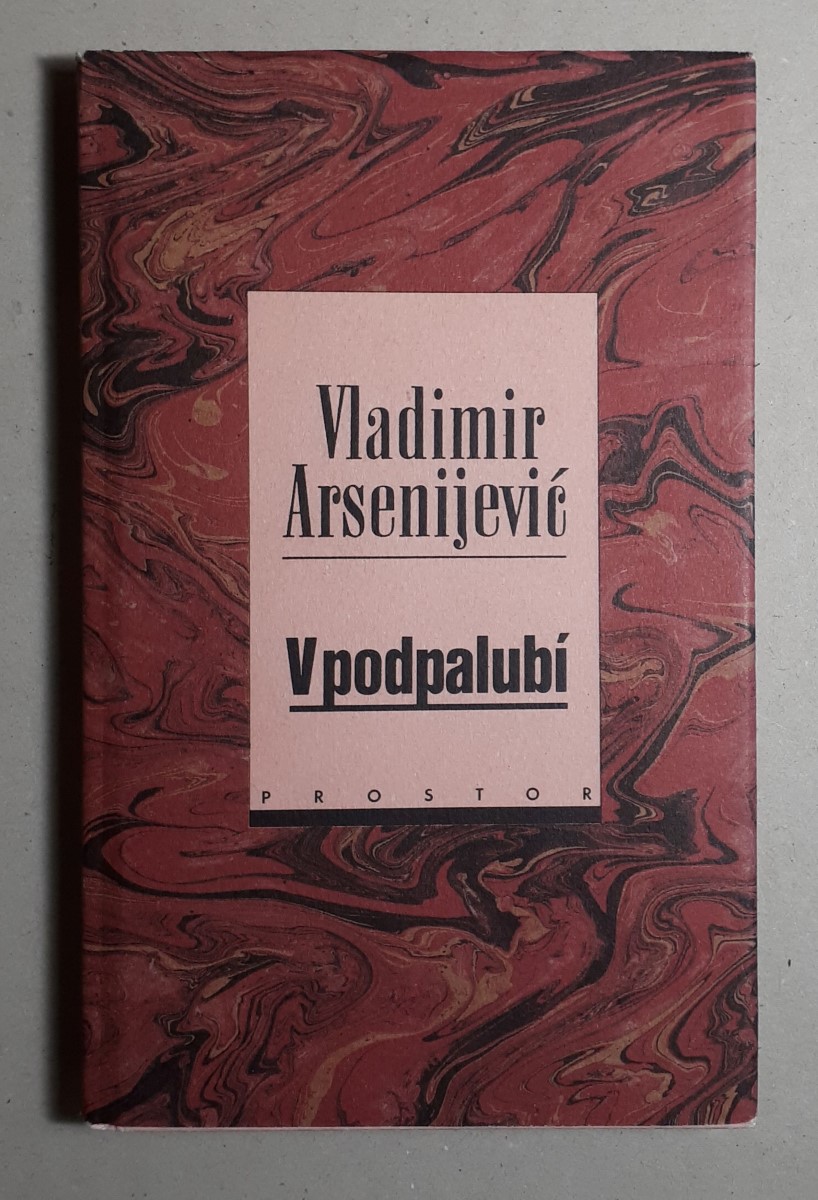 Vladimir
Arsenijević
V podpalubí
PROSTOR